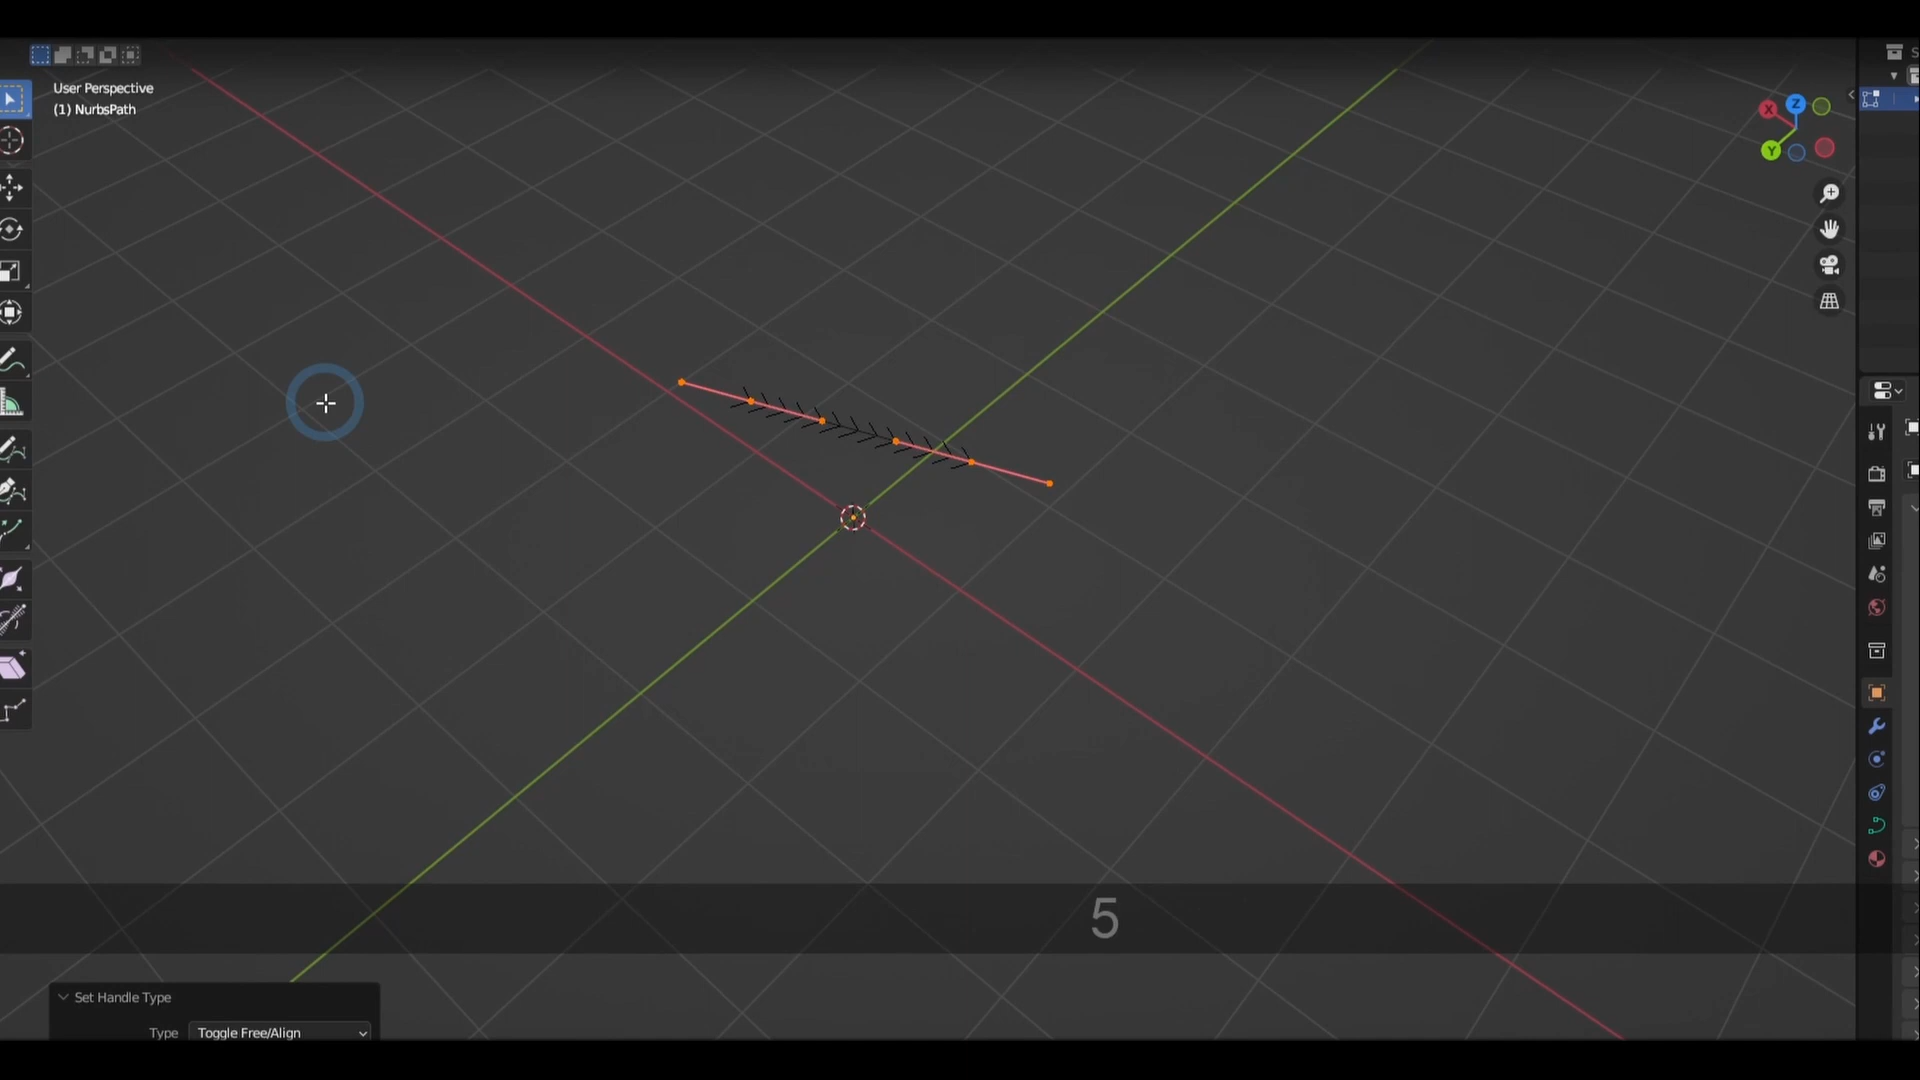 User Perspective
(1) NurbsPath
X
Z
Y
S
5
Set Handle Type
Type Toggle Free/Align